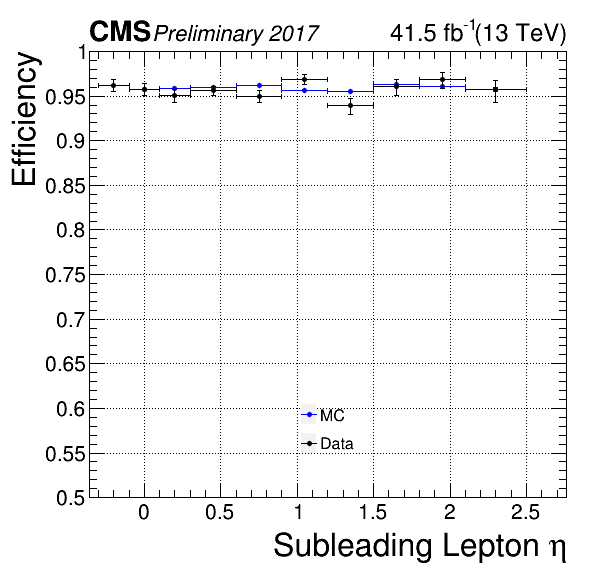 CMS Preliminary 2017 41.5 fb⁻¹(13 TeV)
Efficiency
1
0.95
0.9
0.85
0.8
0.75
0.7
0.65
0.6
0.55
0.5
MC
Data
0 0.5 1 1.5 2 2.5
Subleading Lepton η